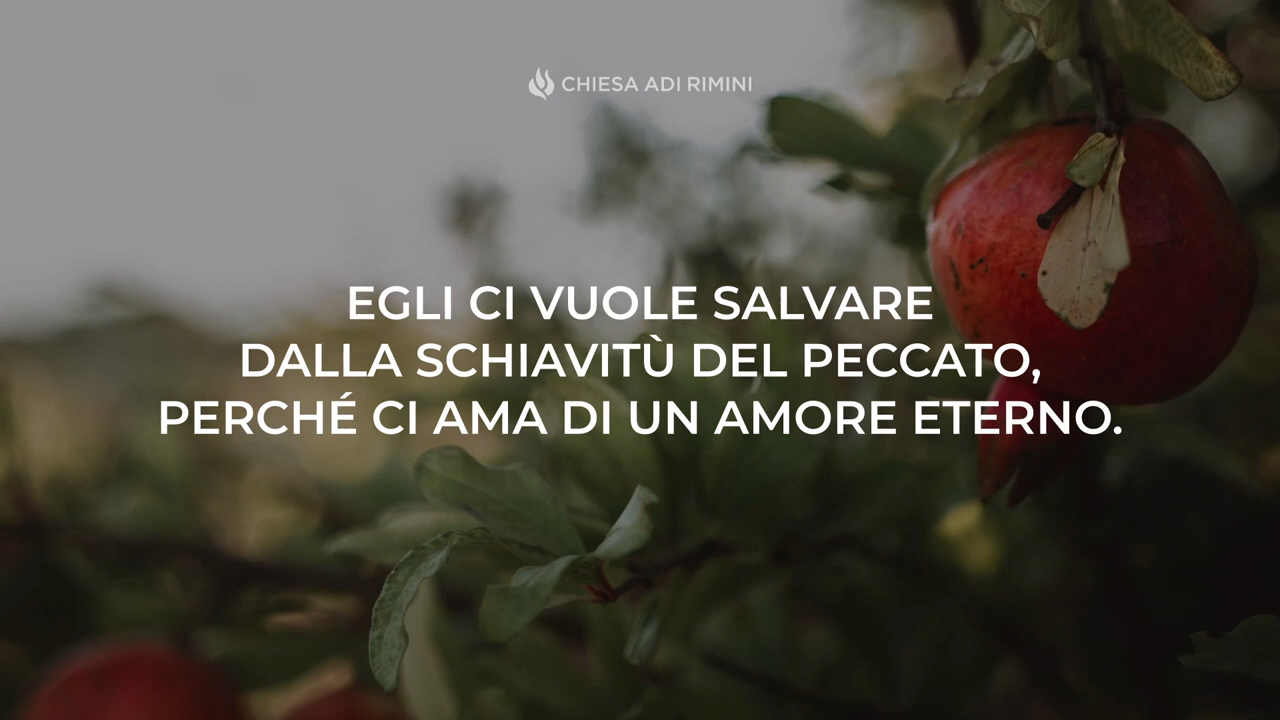 CHIESA ADI RIMINI
EGLI CI VUOLE SALVARE
DALLA SCHIAVITÙ DEL PECCATO,
PERCHÉ CI AMA DI UN AMORE ETERNO.